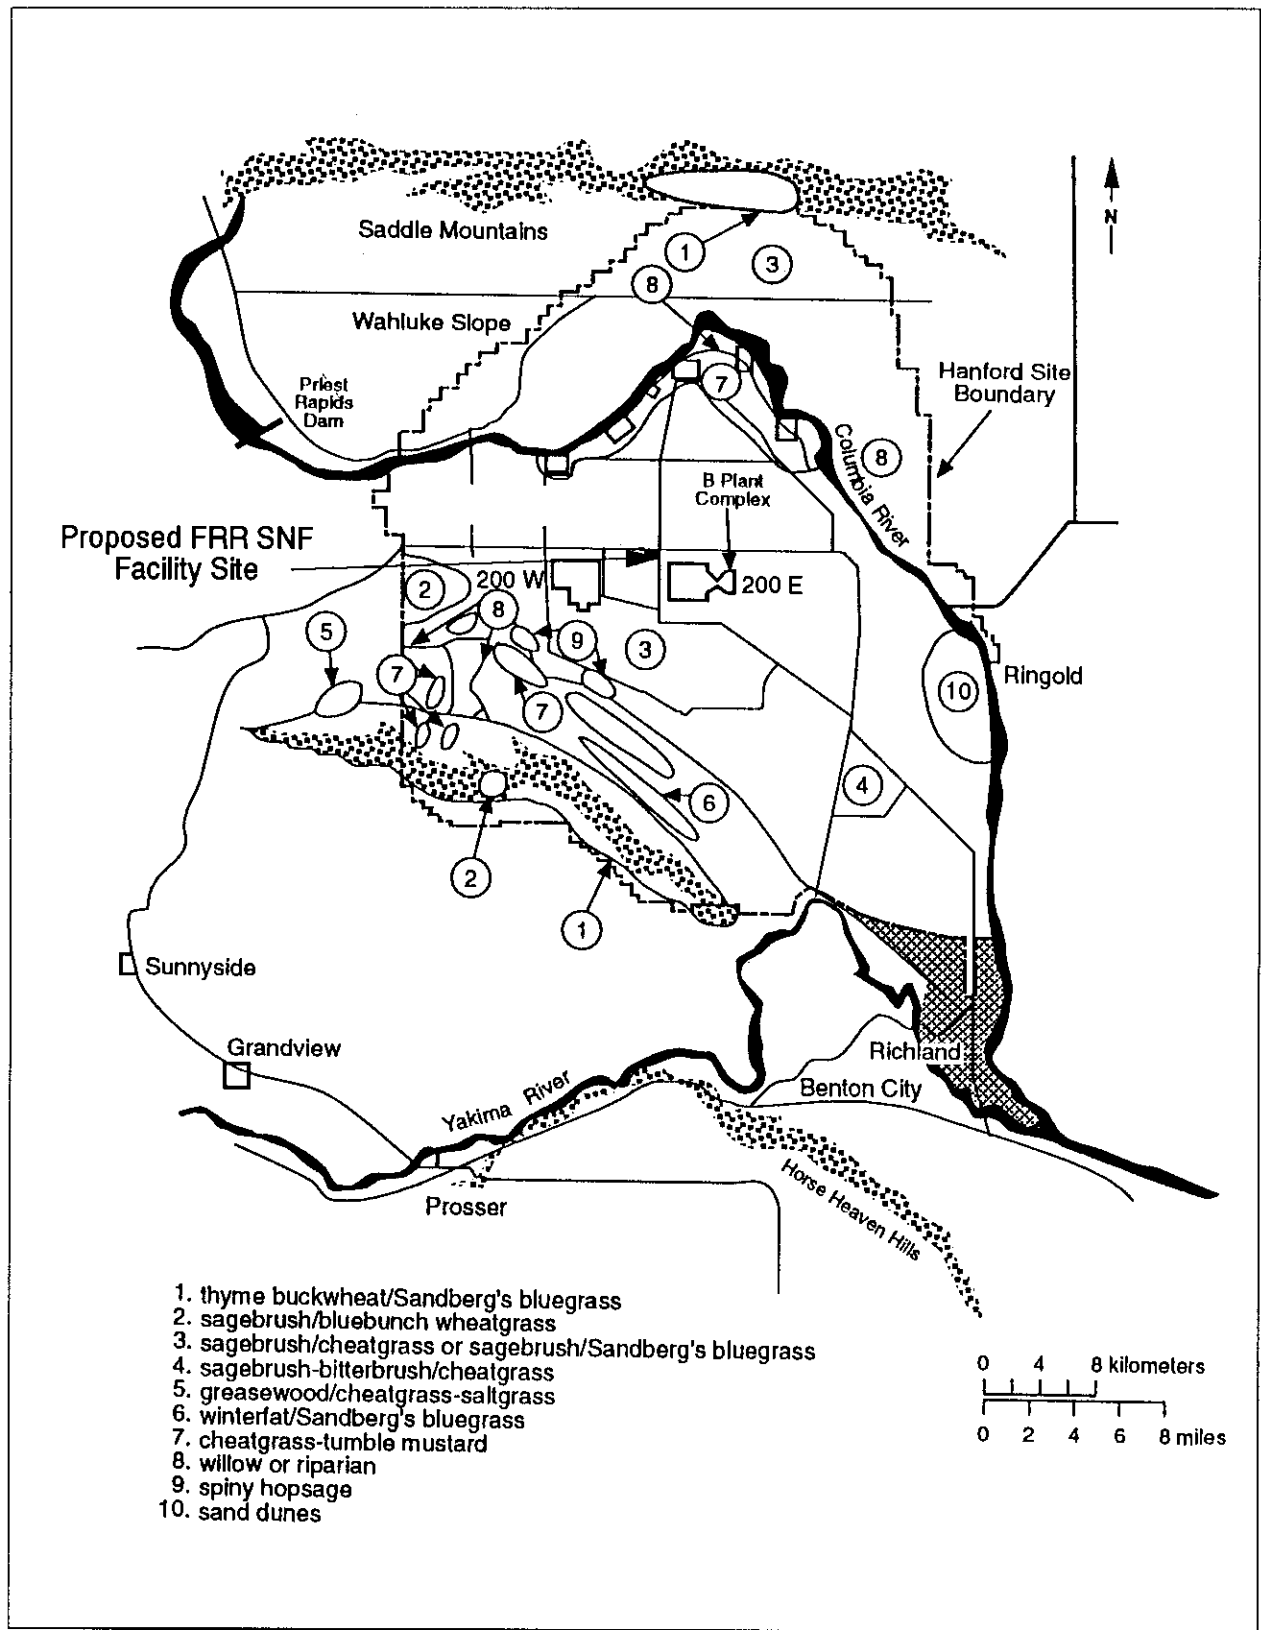 N
Saddle Mountains
1
3
8
Wahluke Slope
Hanford Site
Boundary
Priest
Rapids
Dam
7
Columbia River
8
B Plant
Complex
Proposed FRR SNF
Facility Site
2
200 W
200 E
8
5
9
3
7
10
Ringold
7
4
6
2
1
Sunnyside
Grandview
Richland
Benton City
Yakima River
Horse Heaven Hills
Prosser
1. thyme buckwheat/Sandberg's bluegrass
2. sagebrush/bluebunch wheatgrass
3. sagebrush/cheatgrass or sagebrush/Sandberg's bluegrass
4. sagebrush-bitterbrush/cheatgrass
5. greasewood/cheatgrass-saltgrass
6. winterfat/Sandberg's bluegrass
7. cheatgrass-tumble mustard
8. willow or riparian
9. spiny hopsage
10. sand dunes
0 4 8 kilometers
0 2 4 6 8 miles